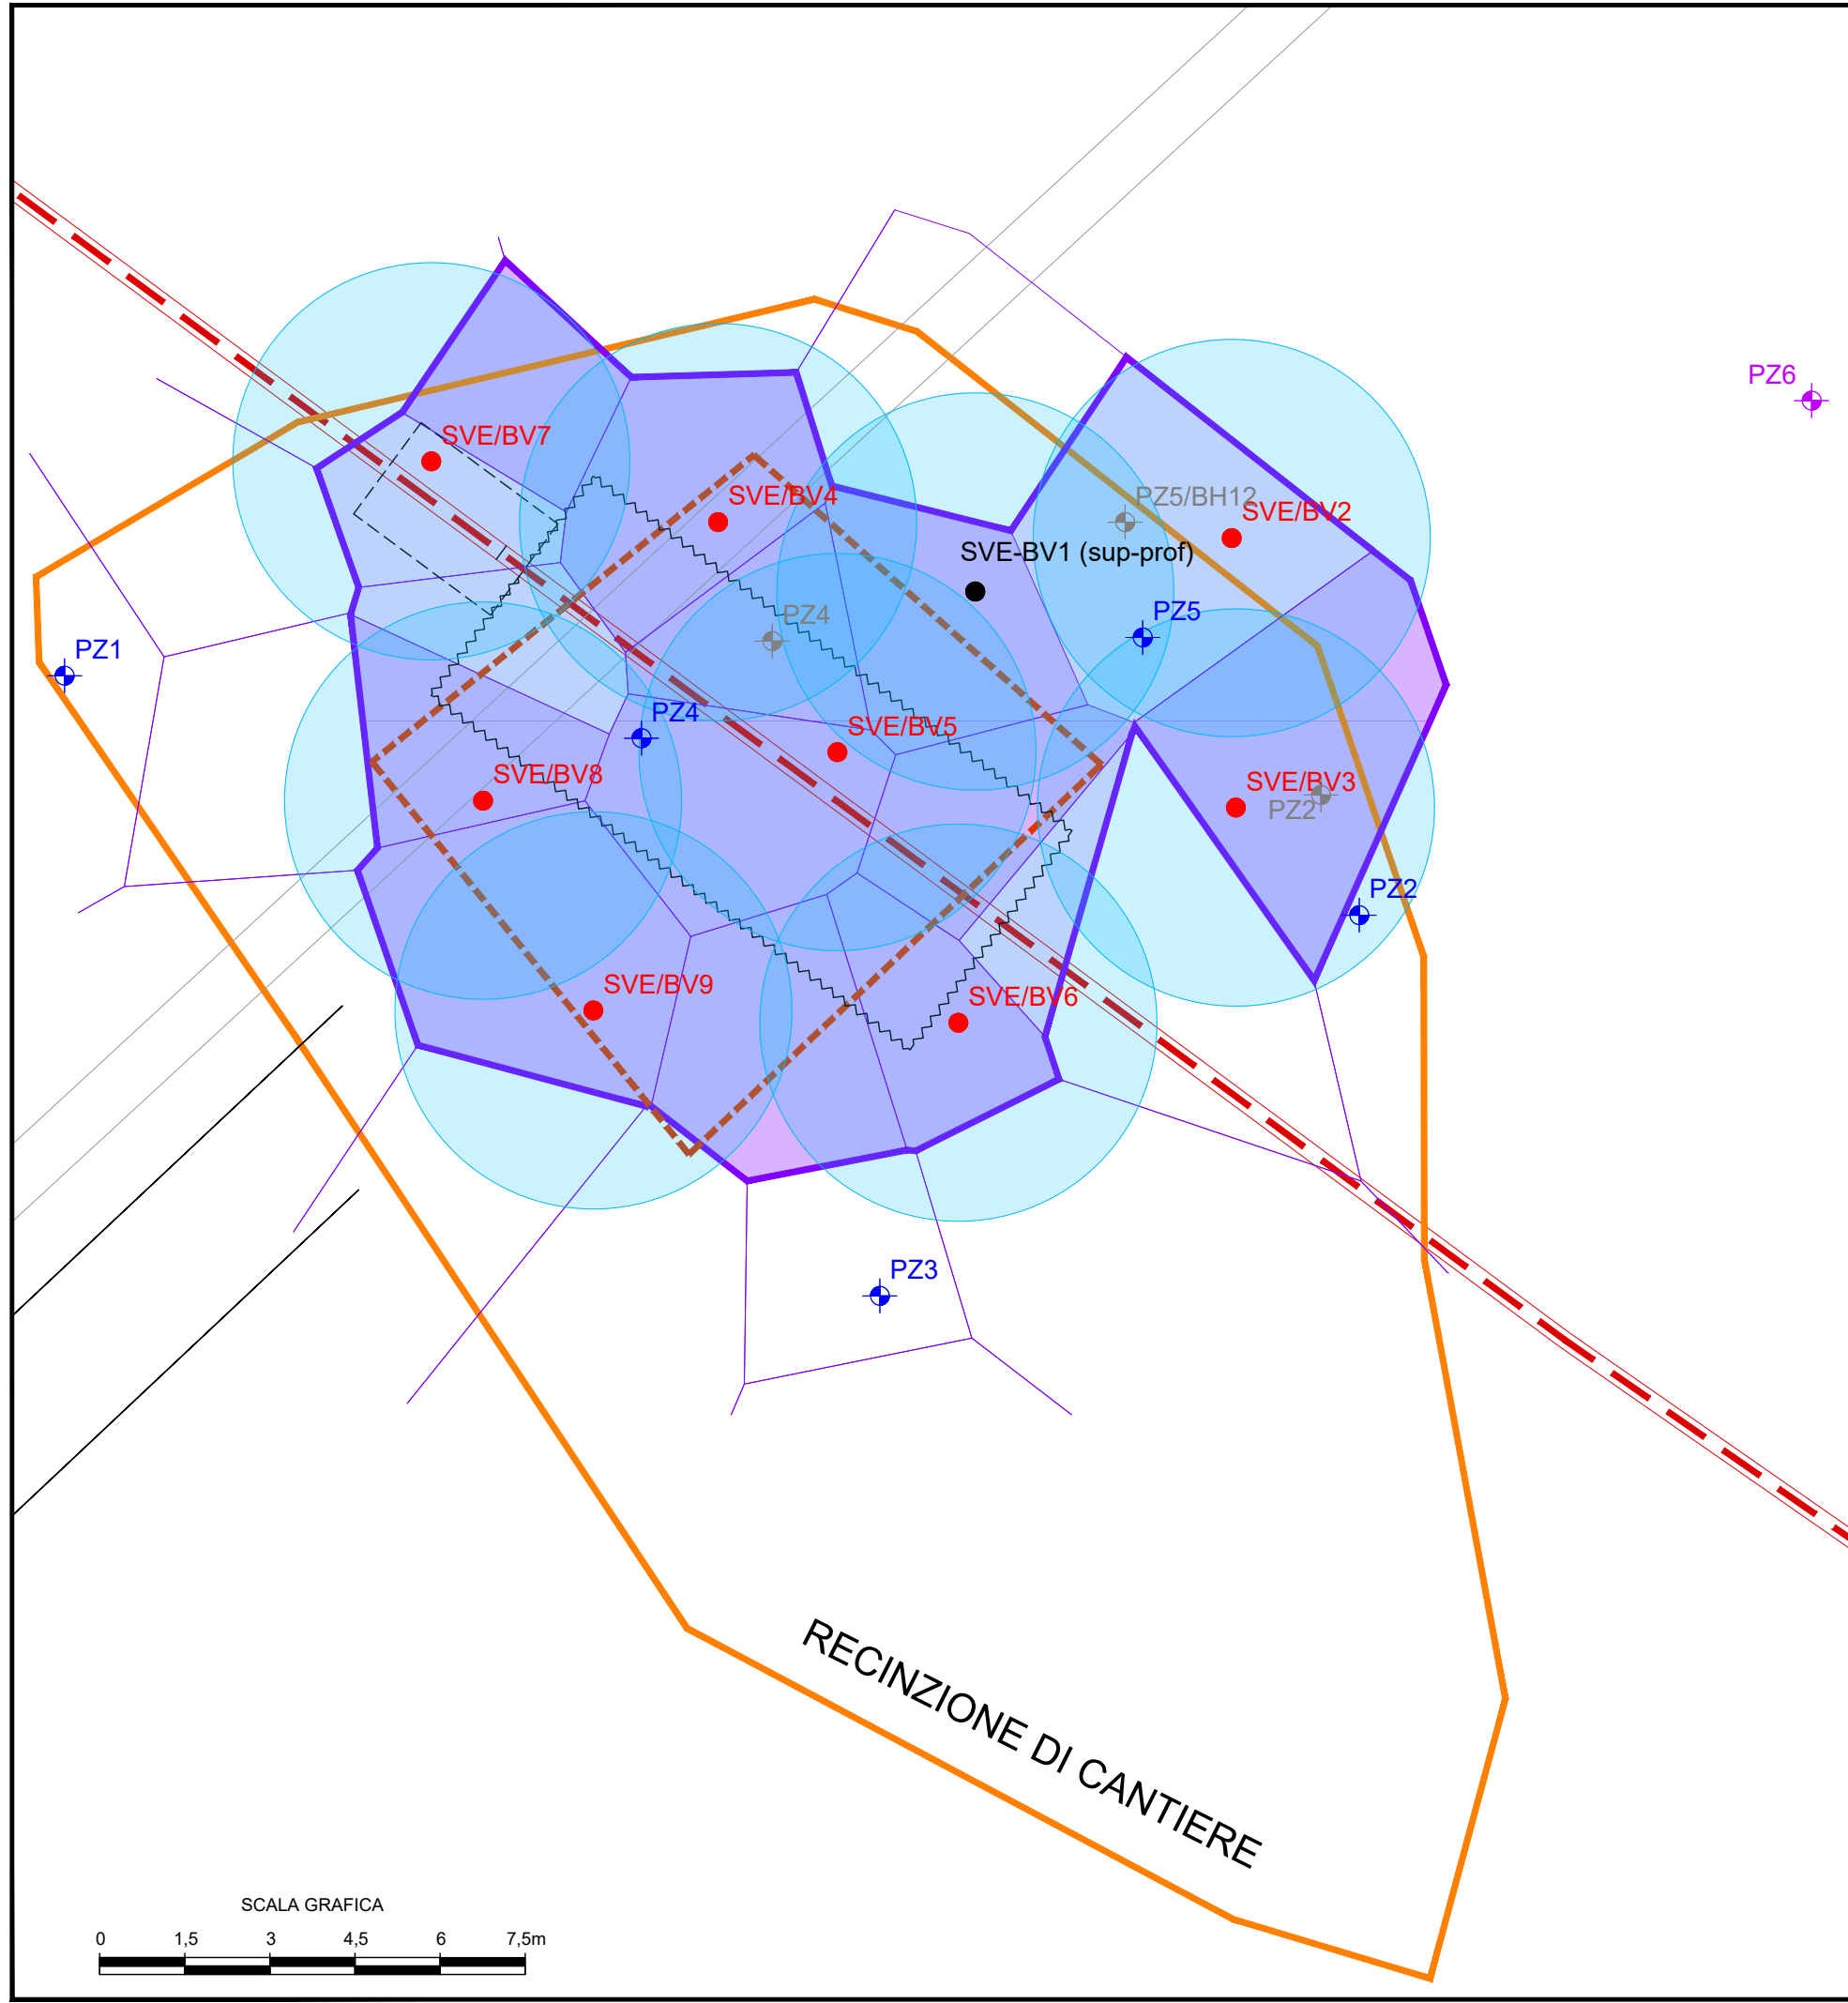 PZ6
SVE/BV7
SVE/BV4
PZ5/BH12
SVE/BV2
SVE-BV1 (sup-prof)
PZ4
PZ5
PZ1
PZ4
SVE/BV5
SVE/BV8
SVE/BV3
PZ2
PZ2
SVE/BV9
SVE/BV6
PZ3
RECINZIONE DI CANTIERE
SCALA GRAFICA
0 1,5 3 4,5 6 7,5m